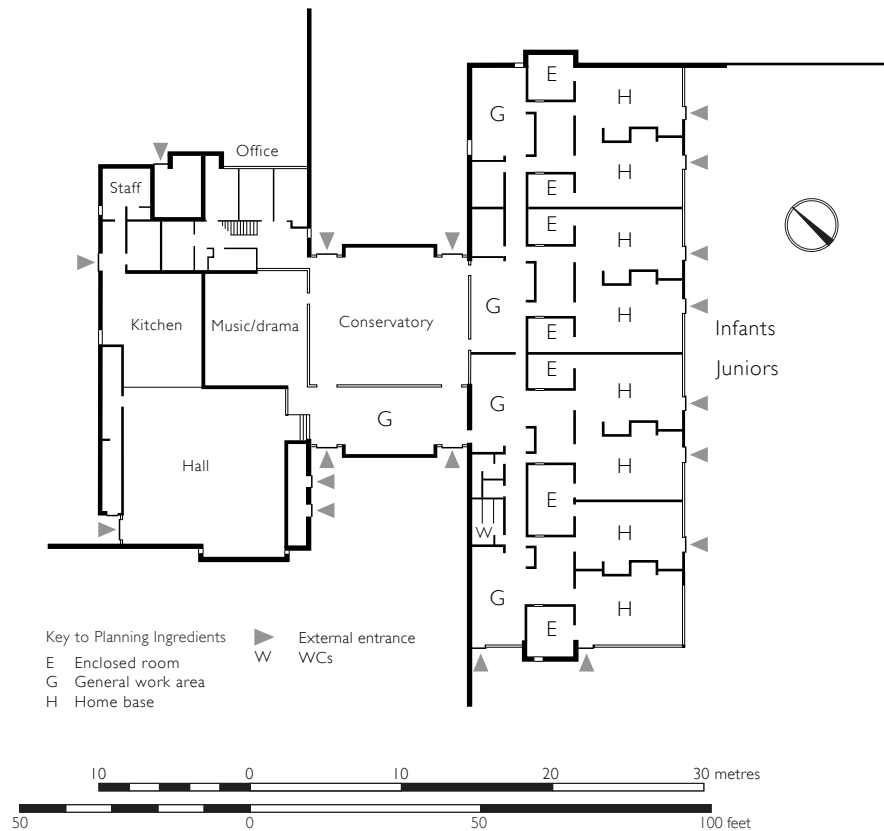 E
H
G
Office
Staff
H
E
E
H
G
Kitchen
Music/drama
Conservatory
H
E
Infants
Juniors
E
H
G
G
Hall
H
E
W
H
G
H
E
Key to Planning Ingredients
E Enclosed room
G General work area
H Home base
External entrance
W WCs
10 0 10 20 30 metres
50 0 50 100 feet